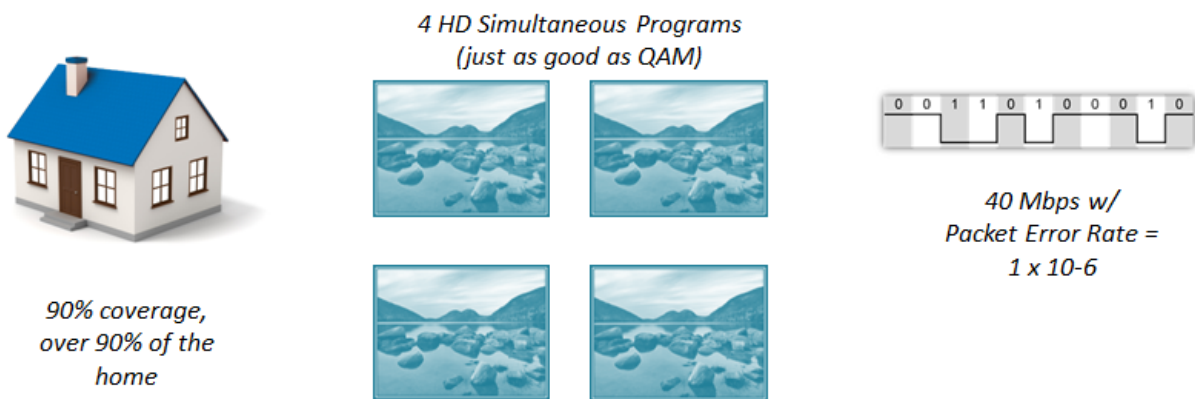 4 HD Simultaneous Programs
(just as good as QAM)
0 0 1 1 0 1 0 0 0 1 0
90% coverage,
over 90% of the
home
40 Mbps w/
Packet Error Rate =
1 x 10-6